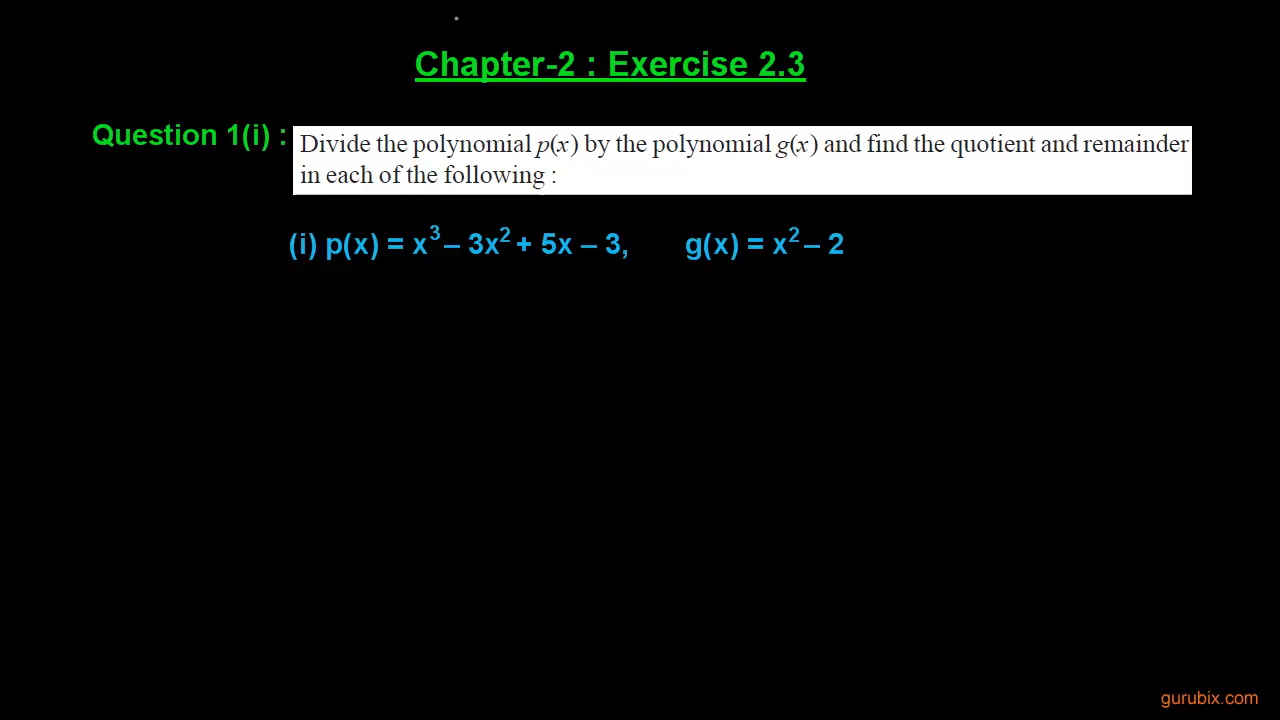 Chapter-2 : Exercise 2.3
Question 1(i) : Divide the polynomial p(x) by the polynomial g(x) and find the quotient and remainder
in each of the following :
(i) p(x) = x³ – 3x² + 5x – 3, g(x) = x² – 2
gurubix.com